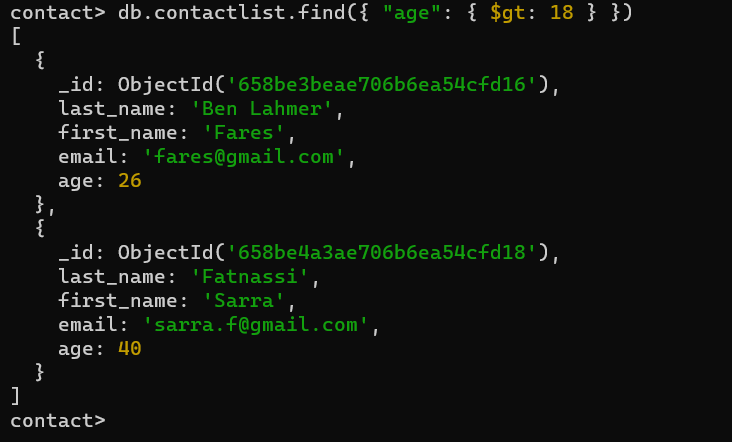 contact> db.contactlist.find({ "age": { $gt: 18 } })
[
  {
    _id: ObjectId('658be3beae706b6ea54cfd16'),
    last_name: 'Ben Lahmer',
    first_name: 'Fares',
    email: 'fares@gmail.com',
    age: 26
  },
  {
    _id: ObjectId('658be4a3ae706b6ea54cfd18'),
    last_name: 'Fatnassi',
    first_name: 'Sarra',
    email: 'sarra.f@gmail.com',
    age: 40
  }
]
contact>